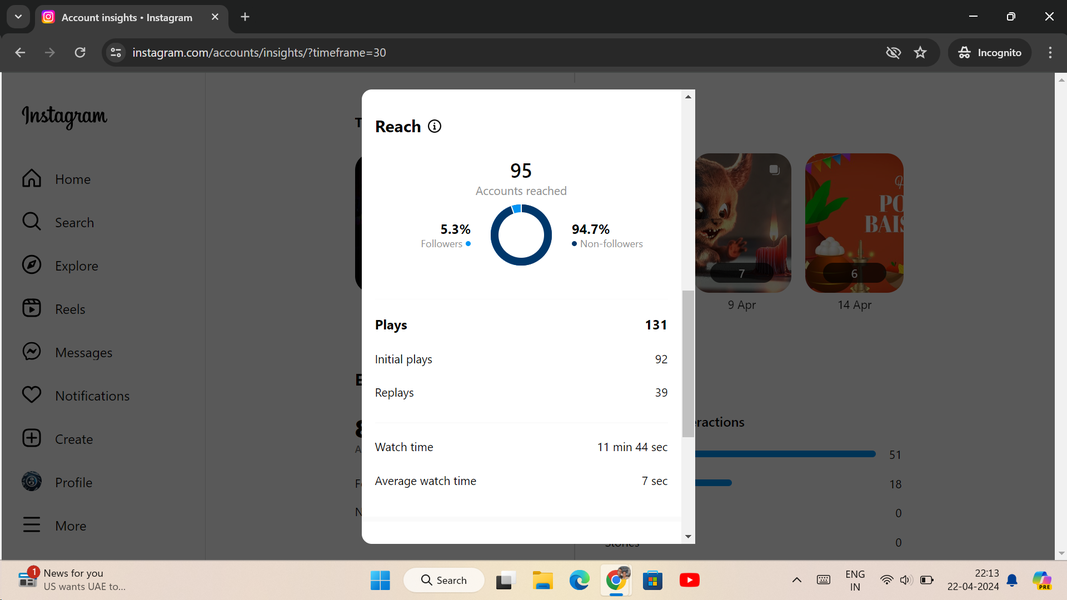 Account insights • Instagram
instagram.com/accounts/insights/?timeframe=30
Incognito
Instagram
Home
Search
Explore
Reels
Messages
Notifications
Create
Profile
More
Reach
95
Accounts reached
5.3%
Followers
94.7%
Non-followers
Plays 131
Initial plays 92
Replays 39
Watch time 11 min 44 sec
Average watch time 7 sec
7
9 Apr
6
14 Apr
51
18
0
0
1
News for you
US wants UAE to...
Search
ENG
IN
22:13
22-04-2024
PRE